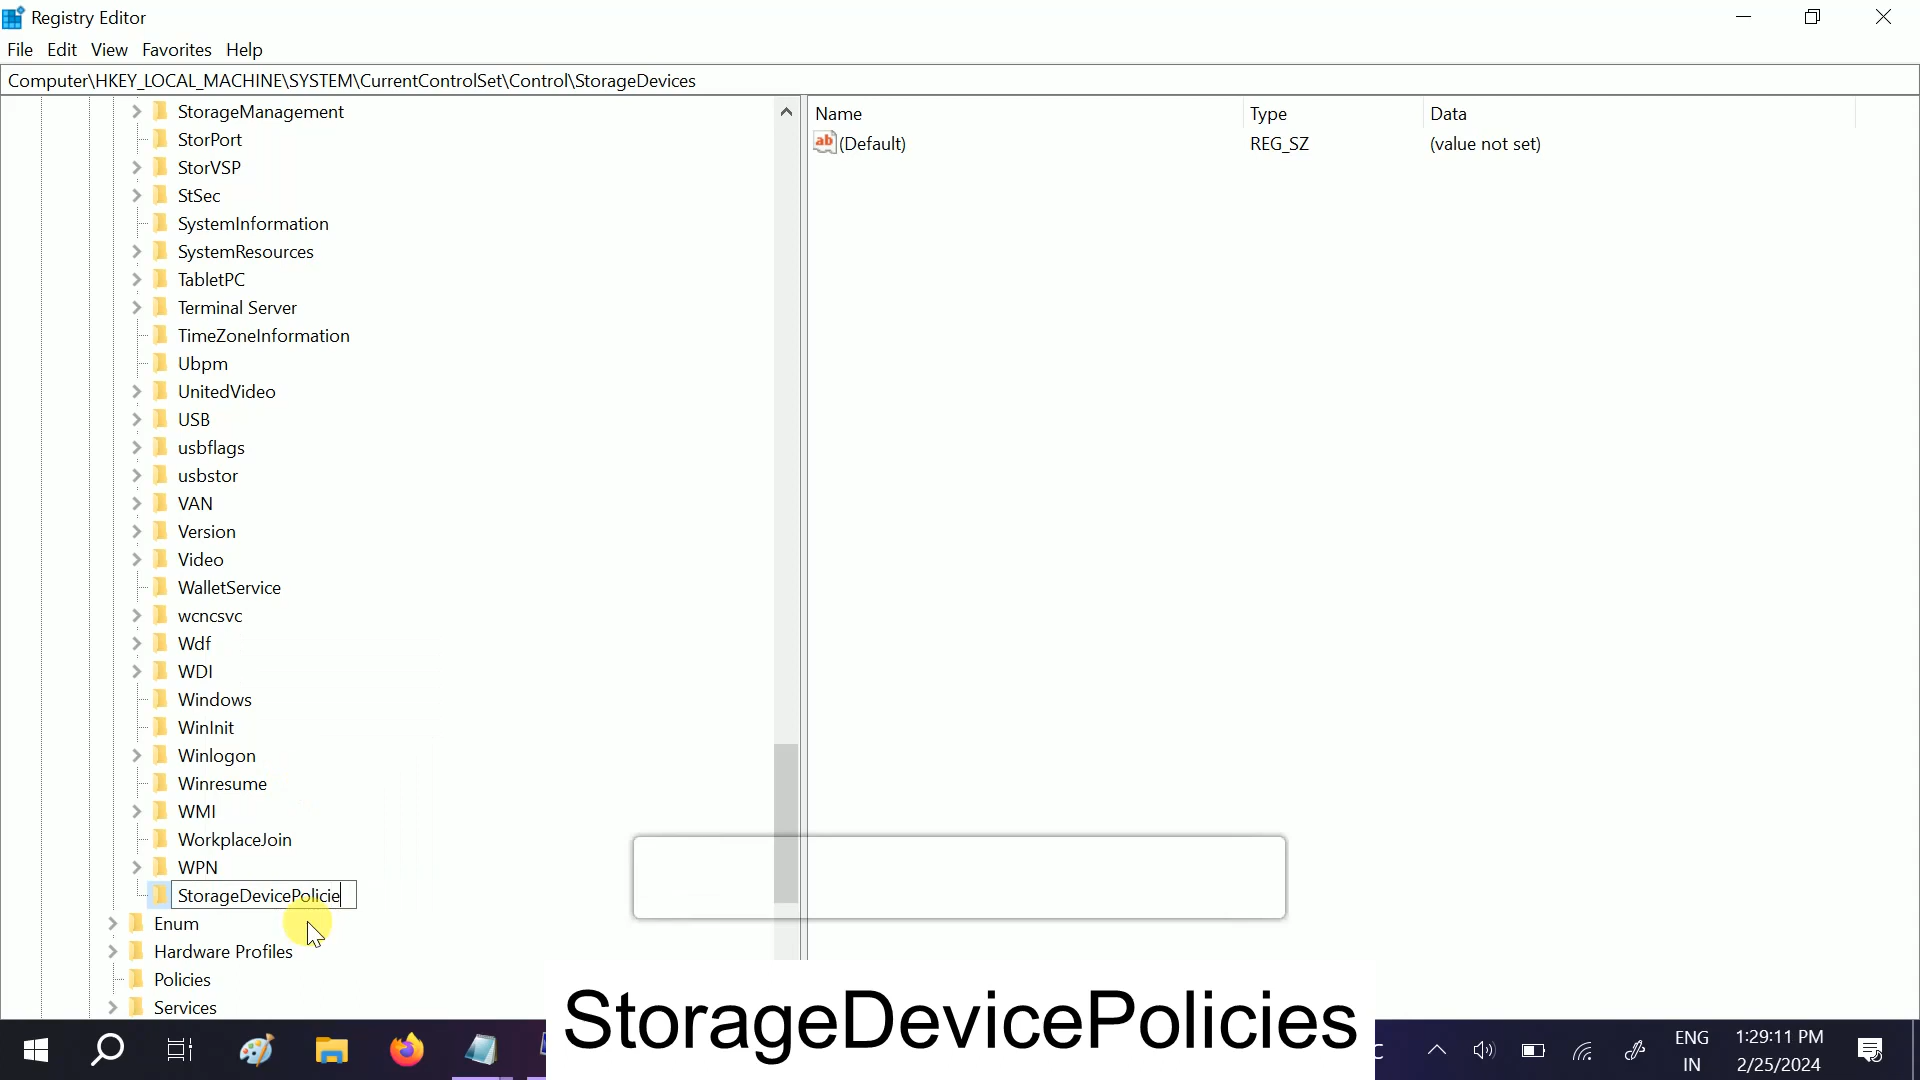 Registry Editor
File Edit View Favorites Help
Computer\HKEY_LOCAL_MACHINE\SYSTEM\CurrentControlSet\Control\StorageDevices
Name Type Data
(Default) REG_SZ (value not set)
StorageManagement
StorPort
StorVSP
StSec
SystemInformation
SystemResources
TabletPC
Terminal Server
TimeZoneInformation
Ubpm
UnitedVideo
USB
usbflags
usbstor
VAN
Version
Video
WalletService
wcncsvc
Wdf
WDI
Windows
WinInit
Winlogon
Winresume
WMI
WorkplaceJoin
WPN
StorageDevicePolicie
Enum
Hardware Profiles
Policies
Services
StorageDevicePolicies
ENG
IN
1:29:11 PM
2/25/2024